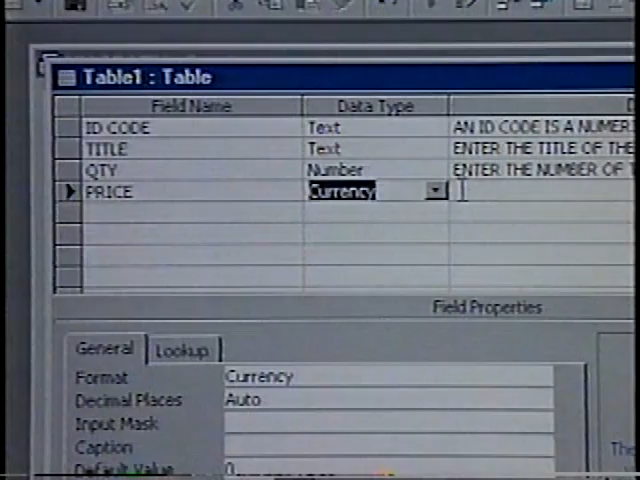 Table1 : Table
Field Name Data Type
ID CODE Text AN ID CODE IS A NUMER
TITLE Text ENTER THE TITLE OF THE
QTY Number ENTER THE NUMBER OF
PRICE Currency
Field Properties
General Lookup
Format Currency
Decimal Places Auto
Input Mask
Caption
The
Default Value 0